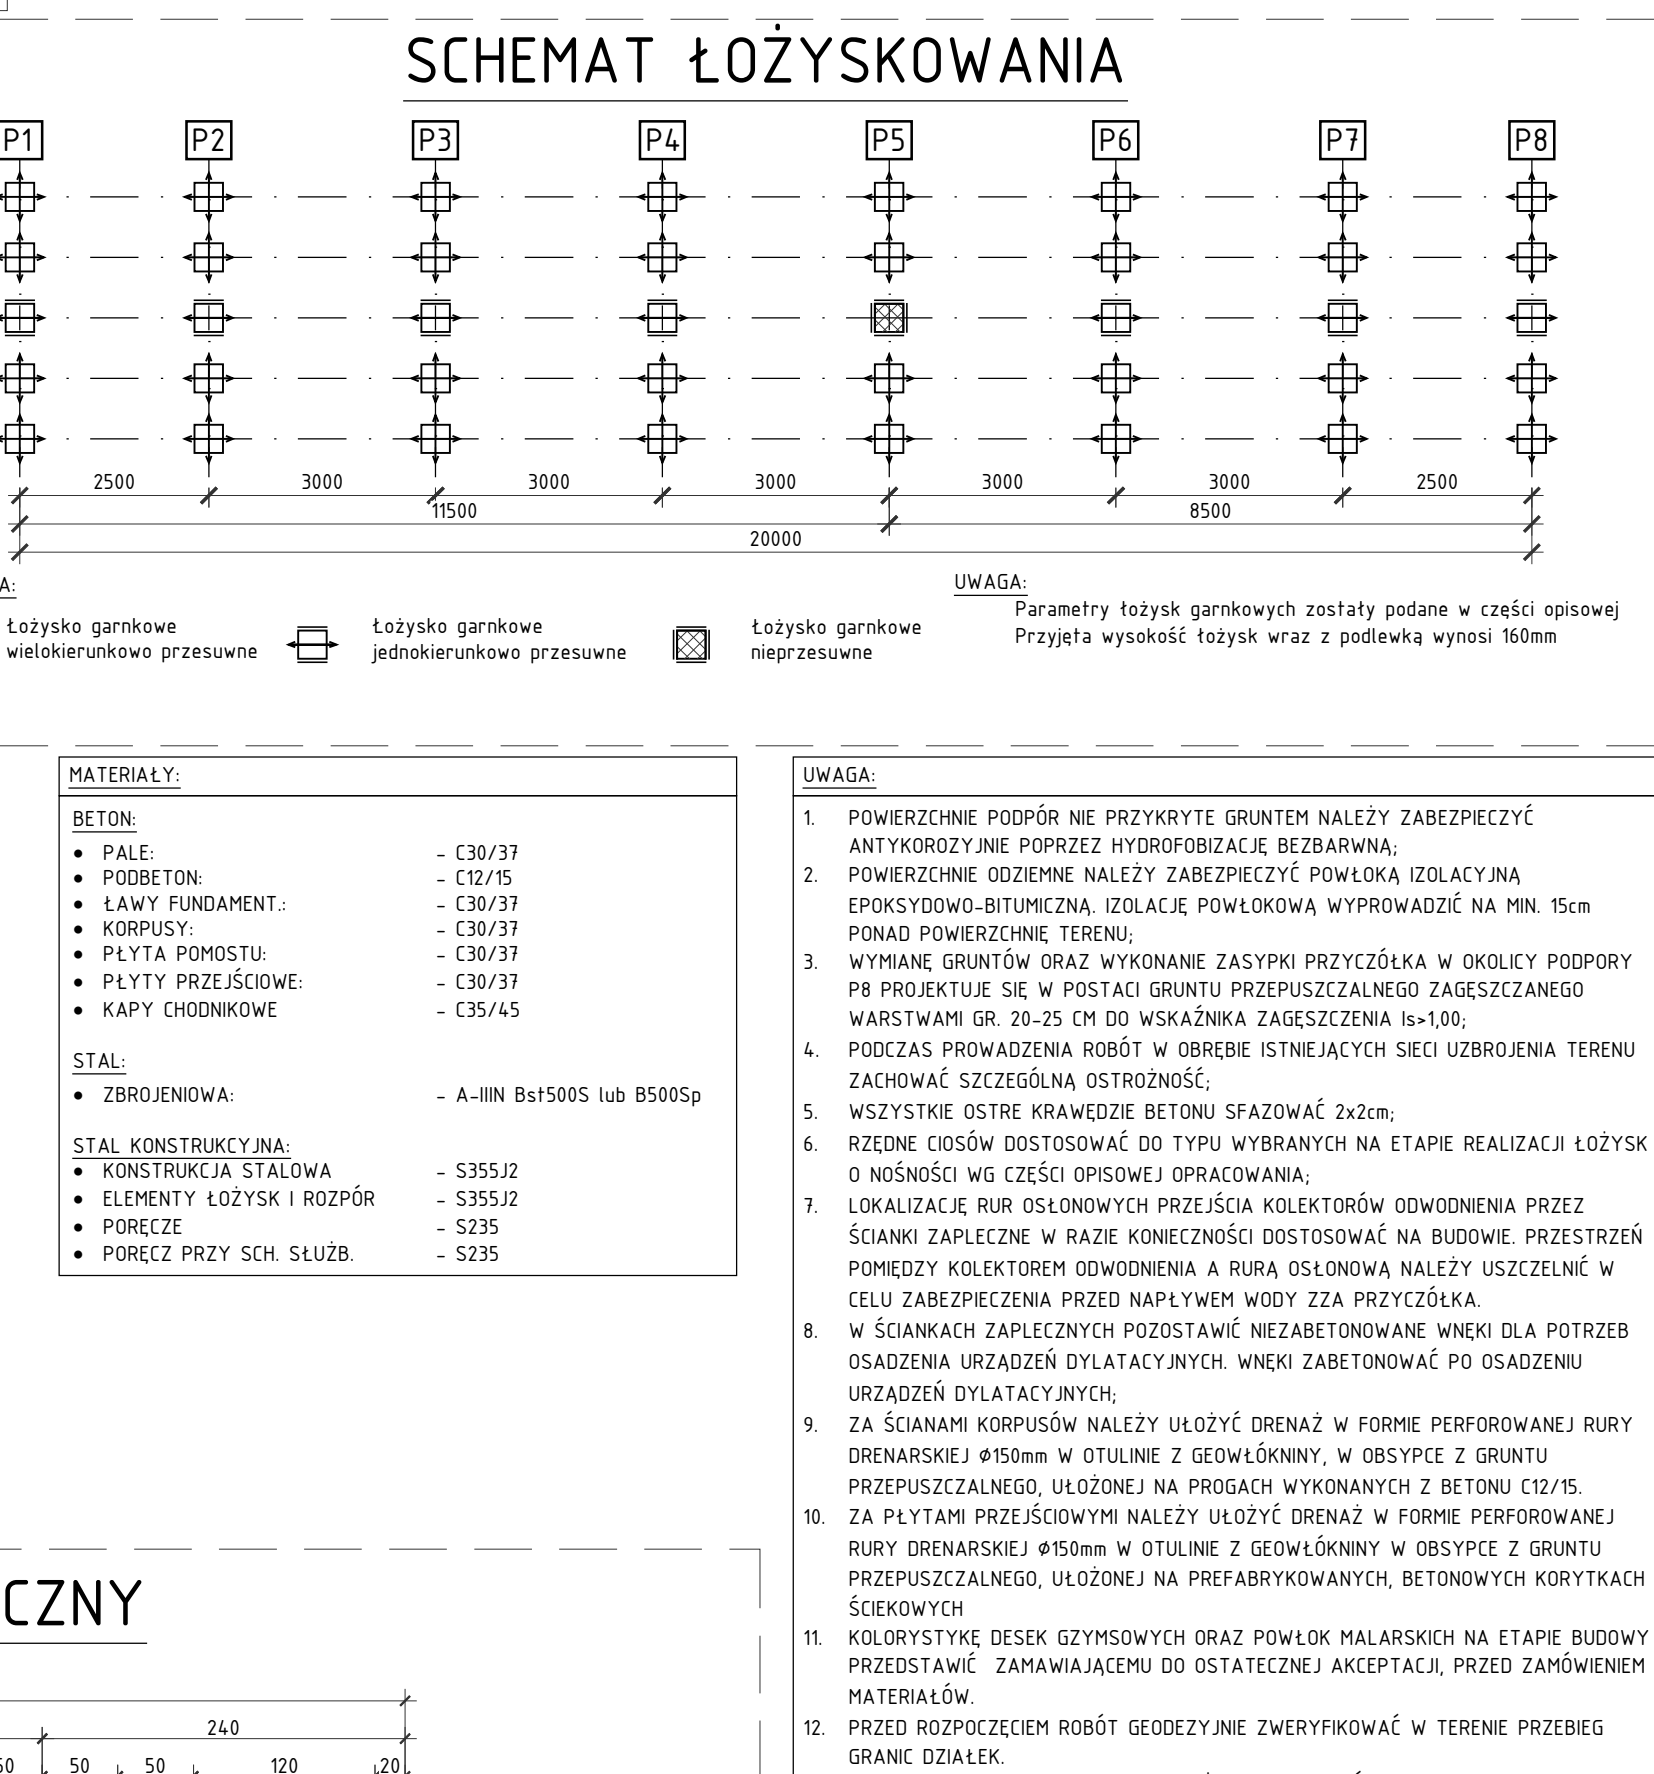 SCHEMAT ŁOŻYSKOWANIA
P1 P2 P3 P4 P5 P6 P7 P8
2500 3000 3000 3000 3000 3000 2500
11500 8500
20000
A:
Łożysko garnkowe
wielokierunkowo przesuwne
Łożysko garnkowe
jednokierunkowo przesuwne
Łożysko garnkowe
nieprzesuwne
UWAGA:
Parametry łożysk garnkowych zostały podane w części opisowej
Przyjęta wysokość łożysk wraz z podlewką wynosi 160mm
MATERIAŁY:
BETON:
• PALE: - C30/37
• PODBETON: - C12/15
• ŁAWY FUNDAMENT.: - C30/37
• KORPUSY: - C30/37
• PŁYTA POMOSTU: - C30/37
• PŁYTY PRZEJŚCIOWE: - C30/37
• KAPY CHODNIKOWE - C35/45
STAL:
• ZBROJENIOWA: - A-IIIN Bst500S lub B500Sp
STAL KONSTRUKCYJNA:
• KONSTRUKCJA STALOWA - S355J2
• ELEMENTY ŁOŻYSK I ROZPÓR - S355J2
• PORĘCZE - S235
• PORĘCZ PRZY SCH. SŁUŻB. - S235
UWAGA:
1. POWIERZCHNIE PODPÓR NIE PRZYKRYTE GRUNTEM NALEŻY ZABEZPIECZYĆ
ANTYKOROZYJNIE POPRZEZ HYDROFOBIZACJĘ BEZBARWNĄ;
2. POWIERZCHNIE ODZIEMNE NALEŻY ZABEZPIECZYĆ POWŁOKĄ IZOLACYJNĄ
EPOKSYDOWO-BITUMICZNĄ. IZOLACJĘ POWŁOKOWĄ WYPROWADZIĆ NA MIN. 15cm
PONAD POWIERZCHNIĘ TERENU;
3. WYMIANĘ GRUNTÓW ORAZ WYKONANIE ZASYPKI PRZYCZÓŁKA W OKOLICY PODPORY
P8 PROJEKTUJE SIĘ W POSTACI GRUNTU PRZEPUSZCZALNEGO ZAGĘSZCZANEGO
WARSTWAMI GR. 20-25 CM DO WSKAŹNIKA ZAGĘSZCZENIA Is>1,00;
4. PODCZAS PROWADZENIA ROBÓT W OBRĘBIE ISTNIEJĄCYCH SIECI UZBROJENIA TERENU
ZACHOWAĆ SZCZEGÓLNĄ OSTROŻNOŚĆ;
5. WSZYSTKIE OSTRE KRAWĘDZIE BETONU SFAZOWAĆ 2x2cm;
6. RZĘDNE CIOSÓW DOSTOSOWAĆ DO TYPU WYBRANYCH NA ETAPIE REALIZACJI ŁOŻYSK
O NOŚNOŚCI WG CZĘŚCI OPISOWEJ OPRACOWANIA;
7. LOKALIZACJĘ RUR OSŁONOWYCH PRZEJŚCIA KOLEKTORÓW ODWODNIENIA PRZEZ
ŚCIANKI ZAPLECZNE W RAZIE KONIECZNOŚCI DOSTOSOWAĆ NA BUDOWIE. PRZESTRZEŃ
POMIĘDZY KOLEKTOREM ODWODNIENIA A RURĄ OSŁONOWĄ NALEŻY USZCZELNIĆ W
CELU ZABEZPIECZENIA PRZED NAPŁYWEM WODY ZZA PRZYCZÓŁKA.
8. W ŚCIANKACH ZAPLECZNYCH POZOSTAWIĆ NIEZABETONOWANE WNĘKI DLA POTRZEB
OSADZENIA URZĄDZEŃ DYLATACYJNYCH. WNĘKI ZABETONOWAĆ PO OSADZENIU
URZĄDZEŃ DYLATACYJNYCH;
9. ZA ŚCIANAMI KORPUSÓW NALEŻY UŁOŻYĆ DRENAŻ W FORMIE PERFOROWANEJ RURY
DRENARSKIEJ Ø150mm W OTULINIE Z GEOWŁÓKNINY, W OBSYPCE Z GRUNTU
PRZEPUSZCZALNEGO, UŁOŻONEJ NA PROGACH WYKONANYCH Z BETONU C12/15.
10. ZA PŁYTAMI PRZEJŚCIOWYMI NALEŻY UŁOŻYĆ DRENAŻ W FORMIE PERFOROWANEJ
RURY DRENARSKIEJ Ø150mm W OTULINIE Z GEOWŁÓKNINY W OBSYPCE Z GRUNTU
PRZEPUSZCZALNEGO, UŁOŻONEJ NA PREFABRYKOWANYCH, BETONOWYCH KORYTKACH
ŚCIEKOWYCH
11. KOLORYSTYKĘ DESEK GZYMSOWYCH ORAZ POWŁOK MALARSKICH NA ETAPIE BUDOWY
PRZEDSTAWIĆ ZAMAWIAJĄCEMU DO OSTATECZNEJ AKCEPTACJI, PRZED ZAMÓWIENIEM
MATERIAŁÓW.
12. PRZED ROZPOCZĘCIEM ROBÓT GEODEZYJNIE ZWERYFIKOWAĆ W TERENIE PRZEBIEG
GRANIC DZIAŁEK.
CZNY
240
50 50 120 20